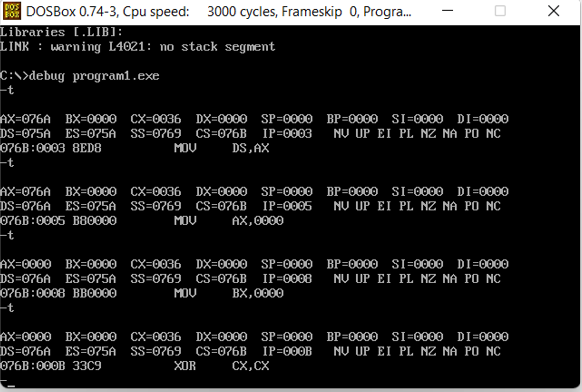 DOSBox 0.74-3, Cpu speed: 3000 cycles, Frameskip 0, Progra...
Libraries [.LIB]:
LINK : warning L4021: no stack segment
C:\>debug program1.exe
-t
AX=076A BX=0000 CX=0036 DX=0000 SP=0000 BP=0000 SI=0000 DI=0000
DS=075A ES=075A SS=0769 CS=076B IP=0003 NV UP EI PL NZ NA PO NC
076B:0003 8ED8 MOV DS,AX
-t
AX=076A BX=0000 CX=0036 DX=0000 SP=0000 BP=0000 SI=0000 DI=0000
DS=076A ES=075A SS=0769 CS=076B IP=0005 NV UP EI PL NZ NA PO NC
076B:0005 B80000 MOV AX,0000
-t
AX=0000 BX=0000 CX=0036 DX=0000 SP=0000 BP=0000 SI=0000 DI=0000
DS=076A ES=075A SS=0769 CS=076B IP=0008 NV UP EI PL NZ NA PO NC
076B:0008 BB0000 MOV BX,0000
-t
AX=0000 BX=0000 CX=0036 DX=0000 SP=0000 BP=0000 SI=0000 DI=0000
DS=076A ES=075A SS=0769 CS=076B IP=000B NV UP EI PL NZ NA PO NC
076B:000B 33C9 XOR CX,CX
-_